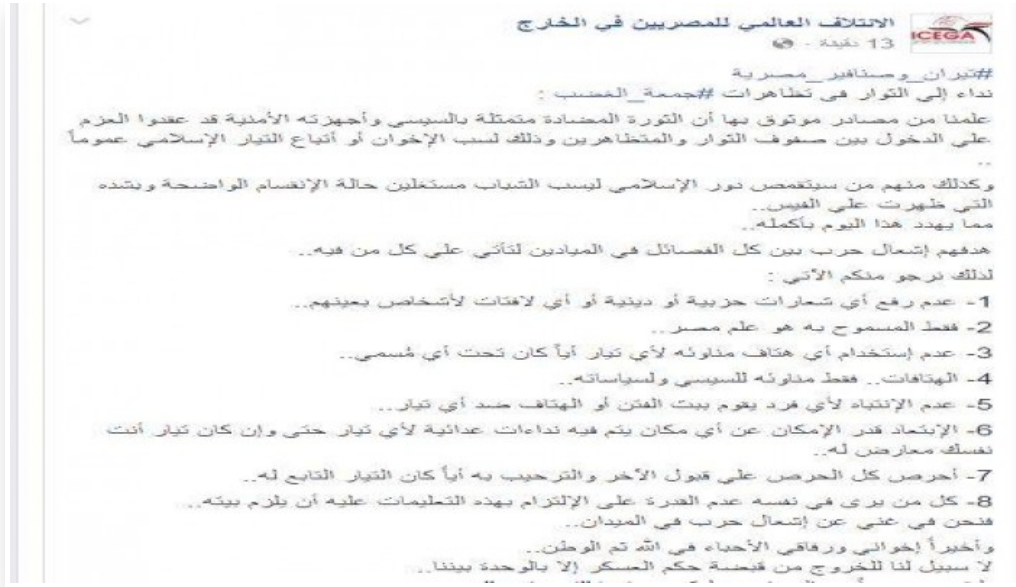 الائتلاف العالمي للمصريين في الخارج
ICEGA
13 دقيقة ·
#تيران_وصنافير_مصرية
نداء إلي الثوار فى تظاهرات #جمعة_الغضب :
علمنا من مصادر موثوق بها أن الثورة المضادة متمثلة بالسيسي وأجهزته الأمنية قد عقدوا العزم
علي الدخول بين صفوف الثوار والمتظاهرين وذلك لسب الإخوان أو أتباع التيار الإسلامي عموماً
..
وكذلك منهم من سيتقمص دور الإسلامي ليسب الشباب مستغلين حالة الإنقسام الواضحة وبشده
التي ظهرت علي الفيس..
مما يهدد هذا اليوم بأكمله..
هدفهم إشعال حرب بين كل الفصائل في الميادين لتأتي علي كل من فيه..
لذلك نرجو منكم الأتي :
1- عدم رفع أي شعارات حزبية أو دينية أو أي لافتات لأشخاص بعينهم..
2- فقط المسموح به هو علم مصر..
3- عدم إستخدام أي هتاف مناوئه لأي تيار أياً كان تحت أي مُسمي..
4- الهتافات.. فقط مناوئه للسيسي ولسياساته..
5- عدم الإنتباه لأي فرد يقوم ببث الفتن أو الهتاف ضد أي تيار...
6- الإبتعاد قدر الإمكان عن أي مكان يتم فيه نداءات عدائية لأي تيار حتى وإن كان تيار أنت
نفسك معارض له..
7- أحرص كل الحرص علي قبول الأخر والترحيب به أياً كان التيار التابع له..
8- كل من يرى في نفسه عدم القدرة على الإلتزام بهذه التعليمات عليه أن يلزم بيته..
فنحن في غني عن إشعال حرب في الميدان..
وأخيراً إخواني ورفاقي الأحباء في الله ثم الوطن..
لا سبيل لنا للخروج من قبضة حكم العسكر إلا بالوحدة بيننا...